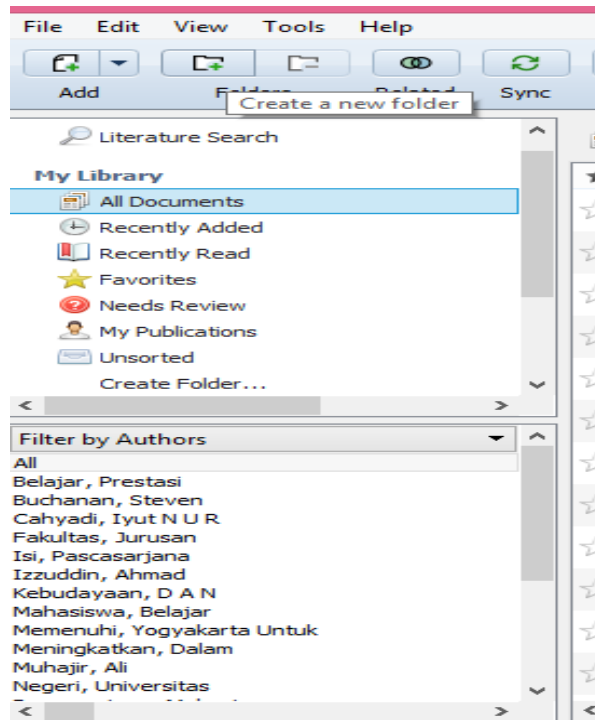 File Edit View Tools Help
Add Sync
Create a new folder
Literature Search
My Library
All Documents
Recently Added
Recently Read
Favorites
Needs Review
My Publications
Unsorted
Create Folder...
Filter by Authors
All
Belajar, Prestasi
Buchanan, Steven
Cahyadi, Iyut N U R
Fakultas, Jurusan
Isi, Pascasarjana
Izzuddin, Ahmad
Kebudayaan, D A N
Mahasiswa, Belajar
Memenuhi, Yogyakarta Untuk
Meningkatkan, Dalam
Muhajir, Ali
Negeri, Universitas